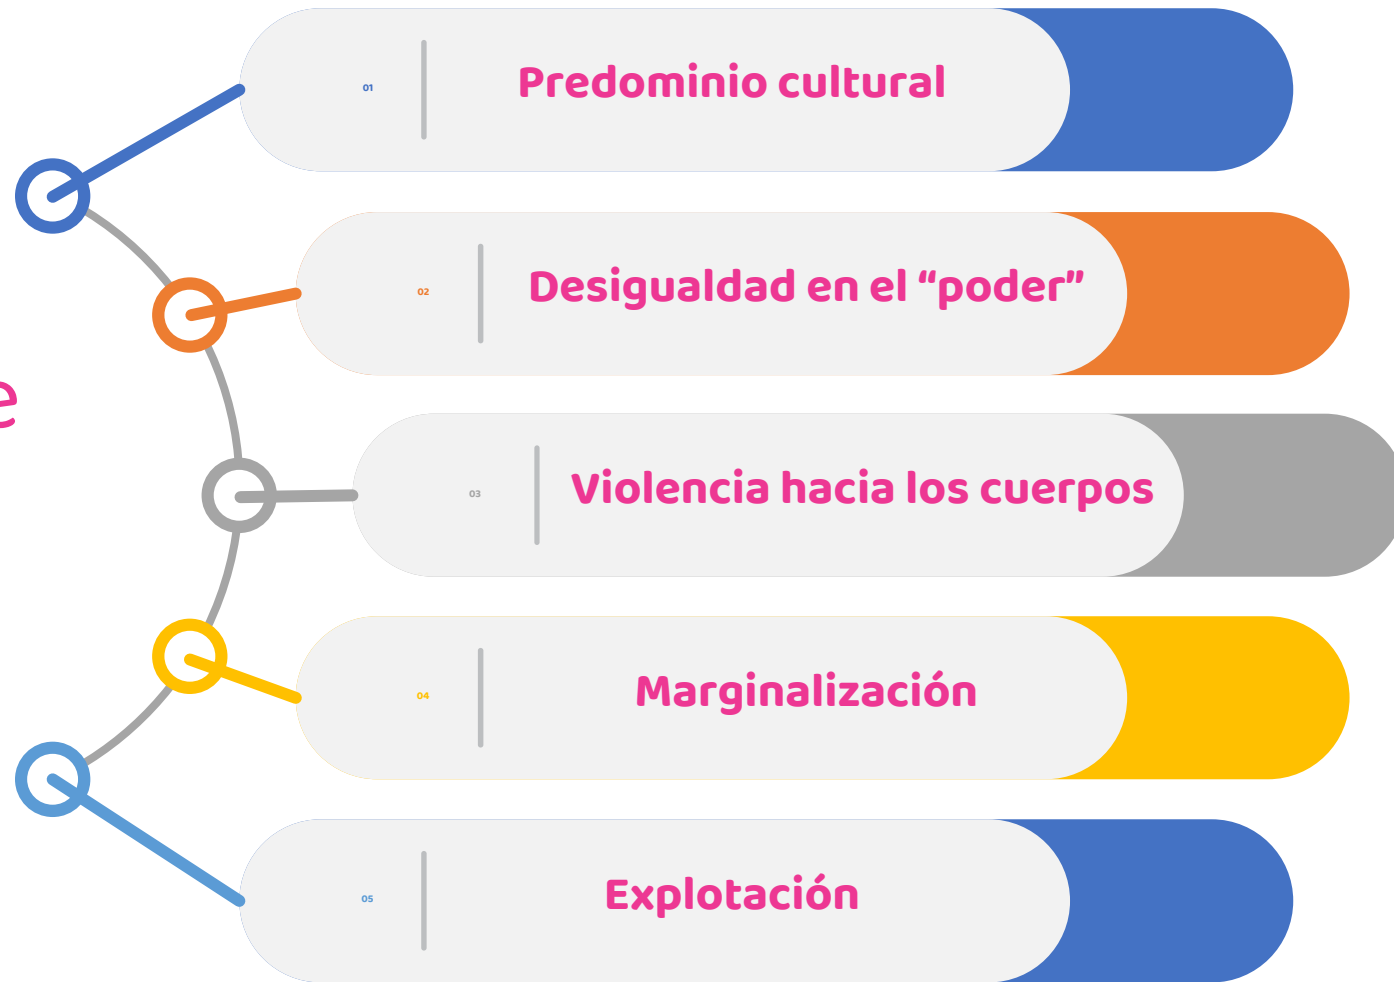 01
Predominio cultural
02
Desigualdad en el “poder”
e
03
Violencia hacia los cuerpos
04
Marginalización
05
Explotación